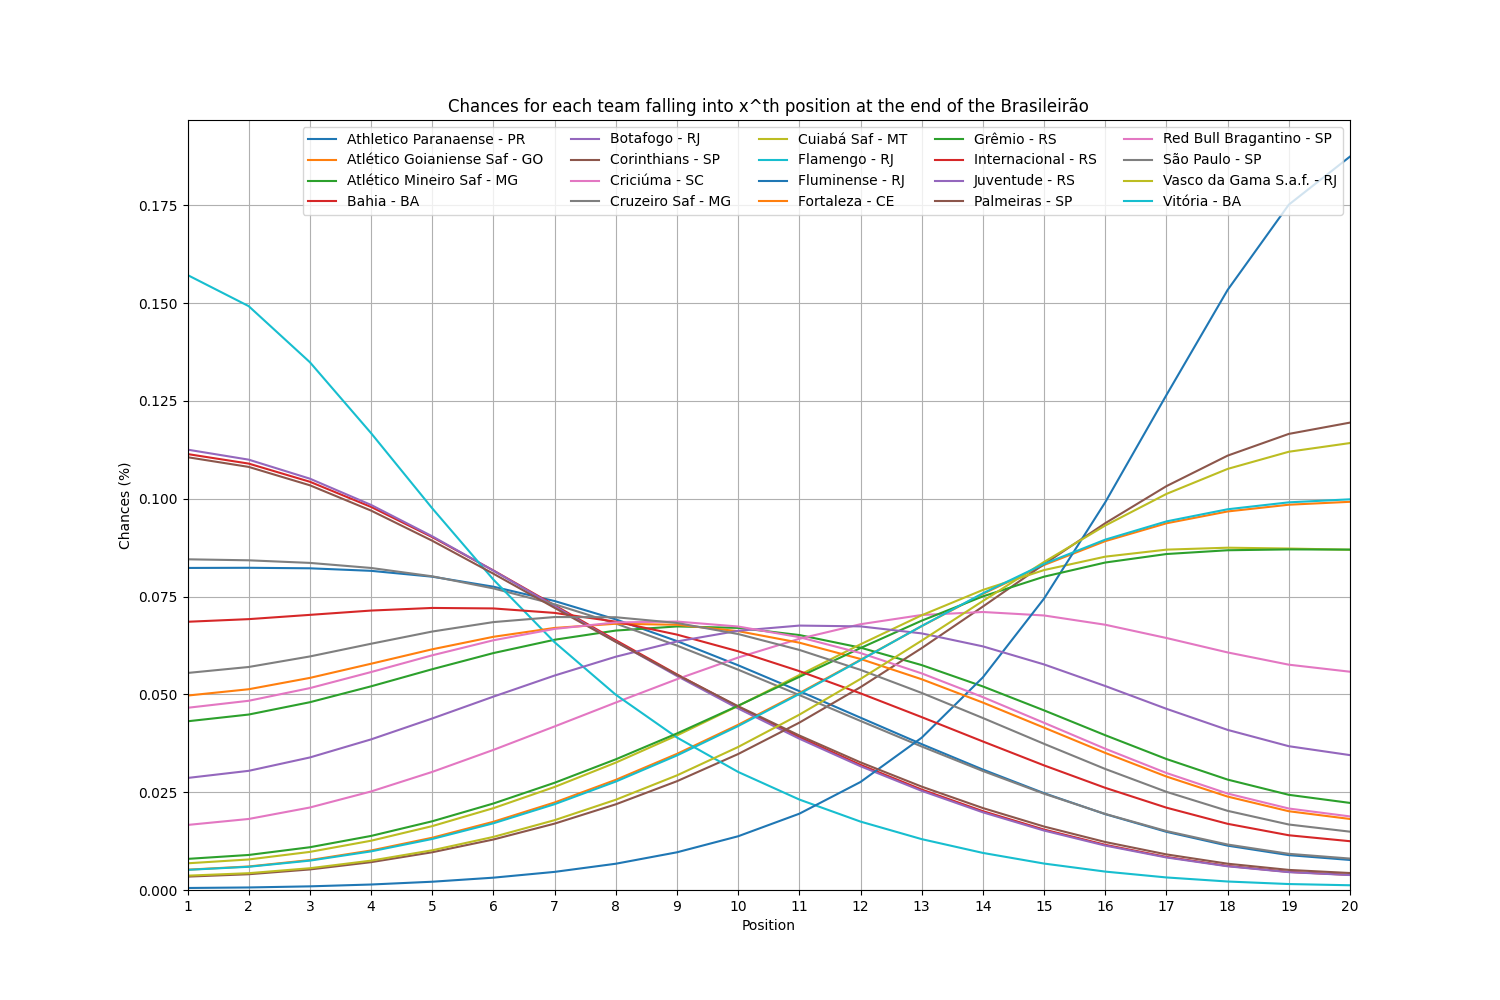 Chances for each team falling into x^th position at the end of the Brasileirão
Athletico Paranaense - PR
Atlético Goianiense Saf - GO
Atlético Mineiro Saf - MG
Bahia - BA
Botafogo - RJ
Corinthians - SP
Criciúma - SC
Cruzeiro Saf - MG
Cuiabá Saf - MT
Flamengo - RJ
Fluminense - RJ
Fortaleza - CE
Grêmio - RS
Internacional - RS
Juventude - RS
Palmeiras - SP
Red Bull Bragantino - SP
São Paulo - SP
Vasco da Gama S.a.f. - RJ
Vitória - BA
Chances (%)
0.175
0.150
0.125
0.100
0.075
0.050
0.025
0.000
1 2 3 4 5 6 7 8 9 10 11 12 13 14 15 16 17 18 19 20
Position